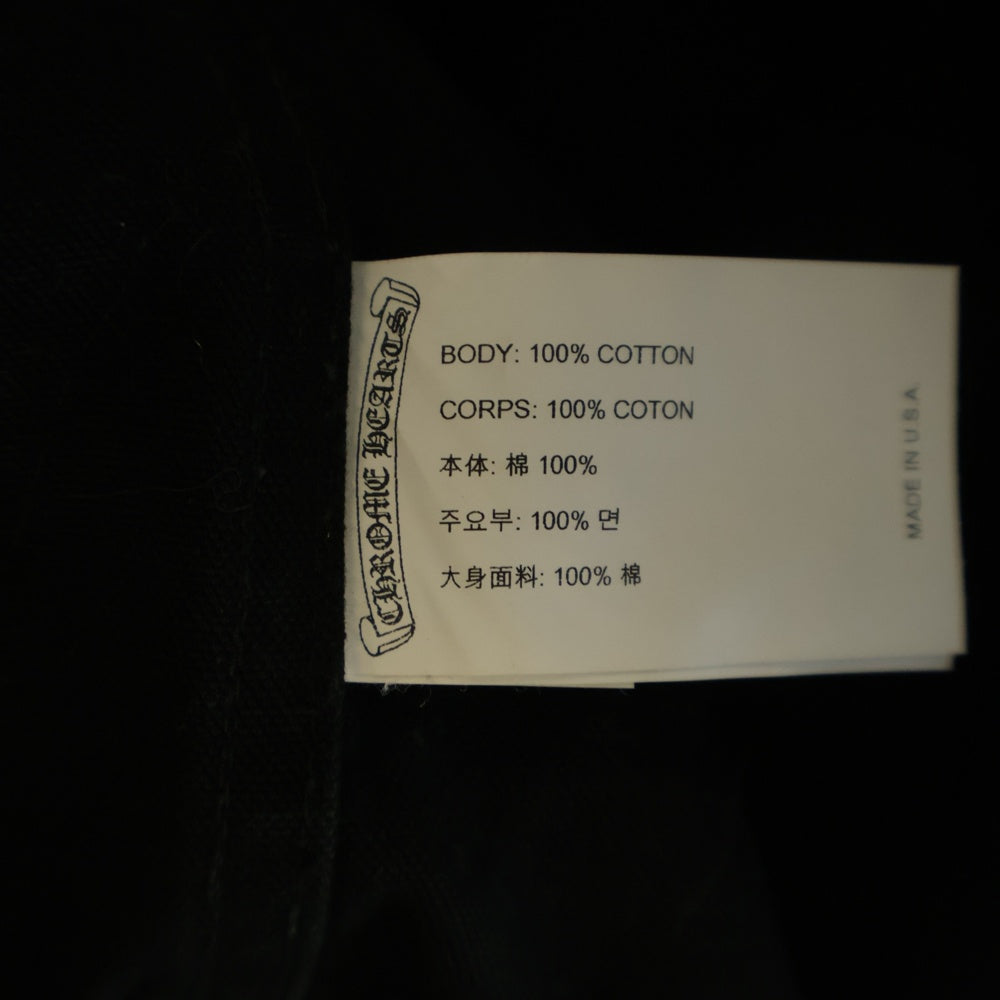 CHROME HEARTS
BODY: 100% COTTON
CORPS: 100% COTON
本体: 棉 100%
주요부: 100% 면
大身面料: 100% 棉
MADE IN U.S.A.